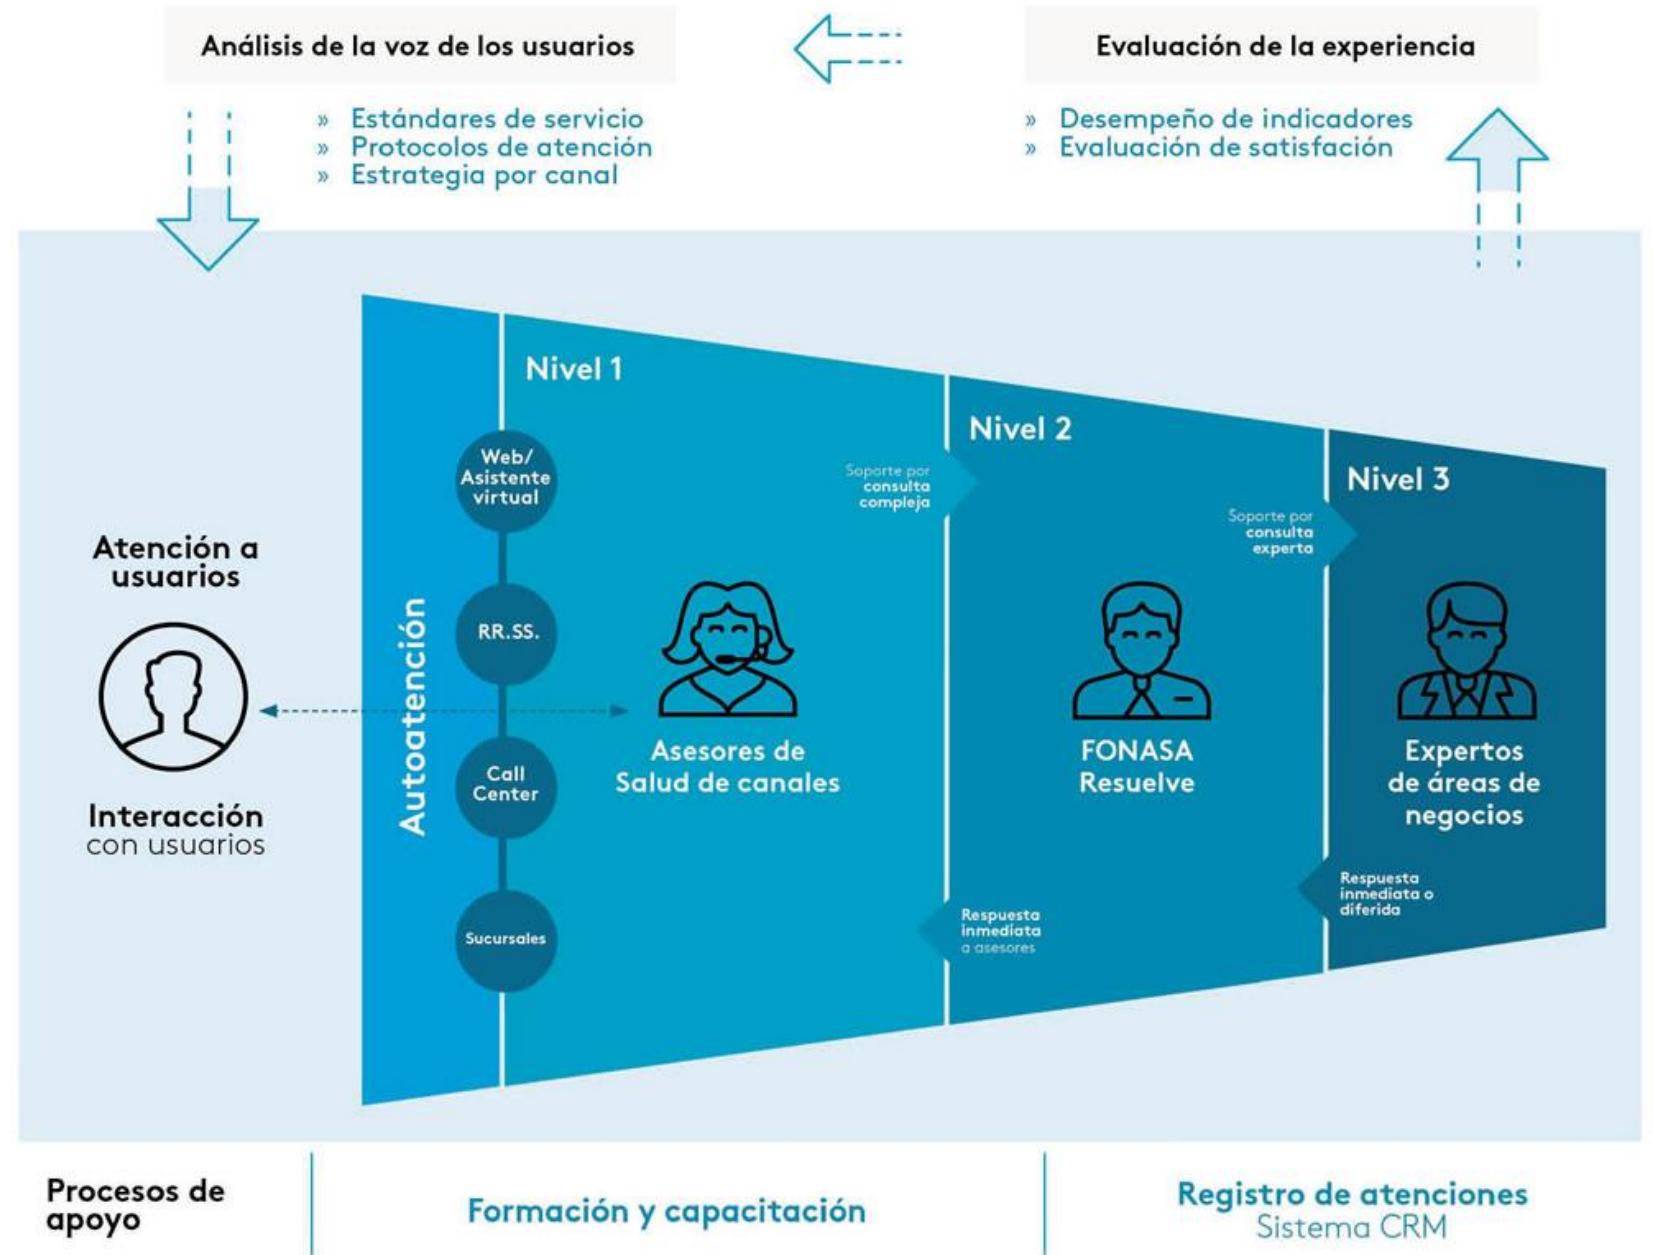 Análisis de la voz de los usuarios
» Estándares de servicio
» Protocolos de atención
» Estrategia por canal
Evaluación de la experiencia
» Desempeño de indicadores
» Evaluación de satisfación
Atención a
usuarios
Interacción
con usuarios
Autoatención
Nivel 1
Web/
Asistente
virtual
RR.SS.
Call
Center
Sucursales
Asesores de
Salud de canales
Soporte por
consulta
compleja
Nivel 2
FONASA
Resuelve
Respuesta
inmediata
a asesores
Soporte por
consulta
experta
Nivel 3
Expertos
de áreas de
negocios
Respuesta
inmediata o
diferida
Procesos de
apoyo
Formación y capacitación
Registro de atenciones
Sistema CRM